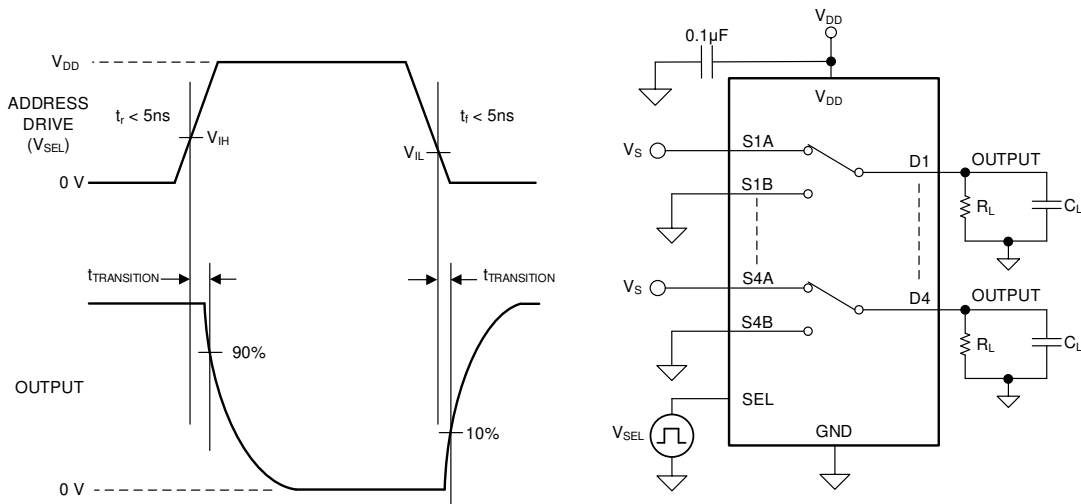 V_DD
ADDRESS
DRIVE
(V_SEL)
t_r < 5ns
V_IH
V_IL
t_f < 5ns
0 V
t_TRANSITION
t_TRANSITION
90%
OUTPUT
10%
0 V
V_DD
0.1µF
V_DD
V_S
S1A
D1
OUTPUT
S1B
R_L
C_L
V_S
S4A
D4
OUTPUT
S4B
R_L
C_L
SEL
V_SEL
GND